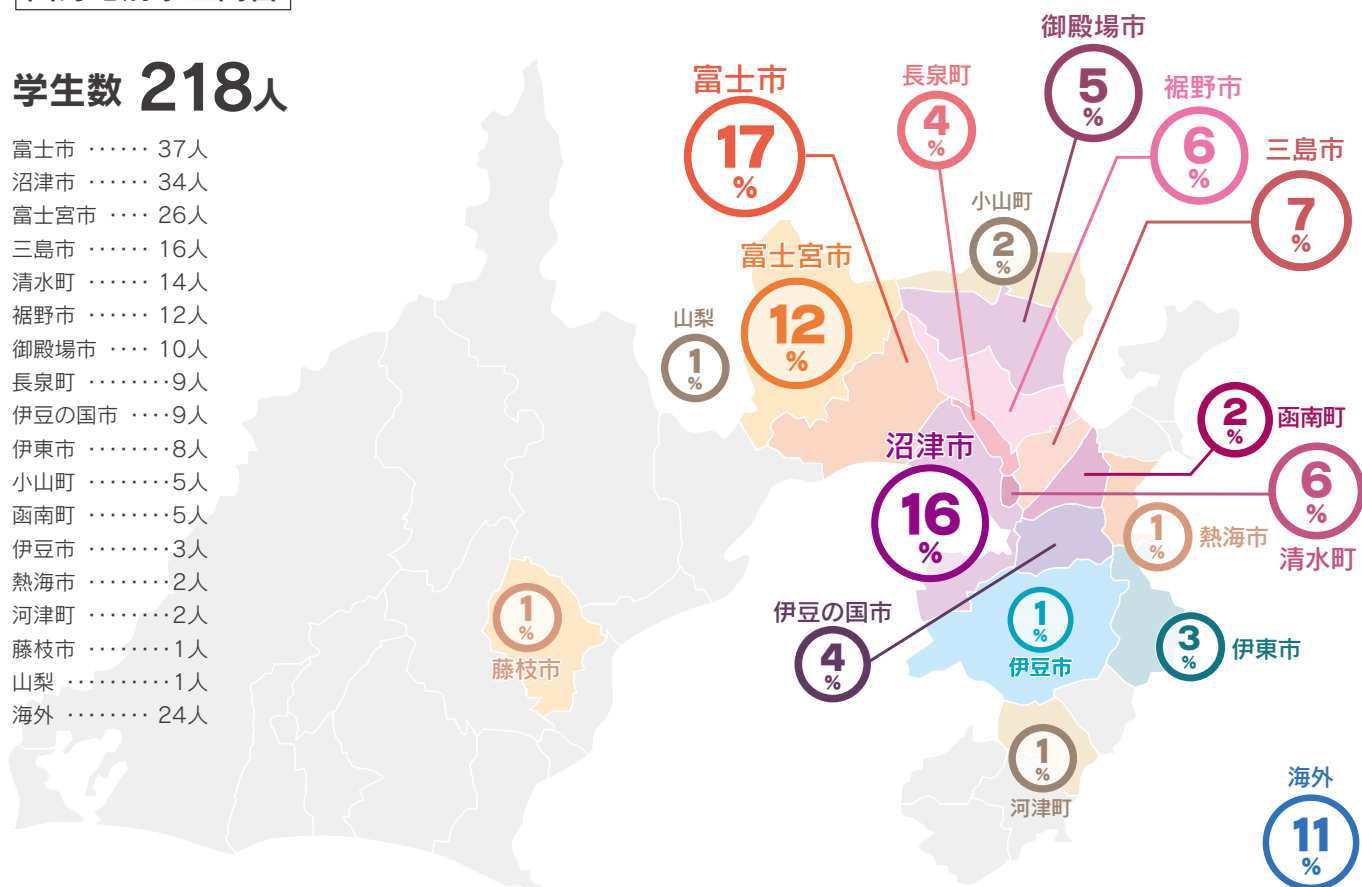 学生数 218人
富士市 ‥‥‥ 37人
沼津市 ‥‥‥ 34人
富士宮市 ‥‥ 26人
三島市 ‥‥‥ 16人
清水町 ‥‥‥ 14人
裾野市 ‥‥‥ 12人
御殿場市 ‥‥ 10人
長泉町 ‥‥‥‥9人
伊豆の国市 ‥‥9人
伊東市 ‥‥‥‥8人
小山町 ‥‥‥‥5人
函南町 ‥‥‥‥5人
伊豆市 ‥‥‥‥3人
熱海市 ‥‥‥‥2人
河津町 ‥‥‥‥2人
藤枝市 ‥‥‥‥1人
山梨 ‥‥‥‥‥1人
海外 ‥‥‥‥ 24人
御殿場市
5
%
富士市
17
%
長泉町
4
%
裾野市
6
%
三島市
7
%
小山町
2
%
富士宮市
12
%
山梨
1
%
2
%
函南町
沼津市
16
%
6
%
清水町
1
%
熱海市
伊豆の国市
4
%
1
%
伊豆市
3
%
伊東市
1
%
藤枝市
1
%
河津町
海外
11
%